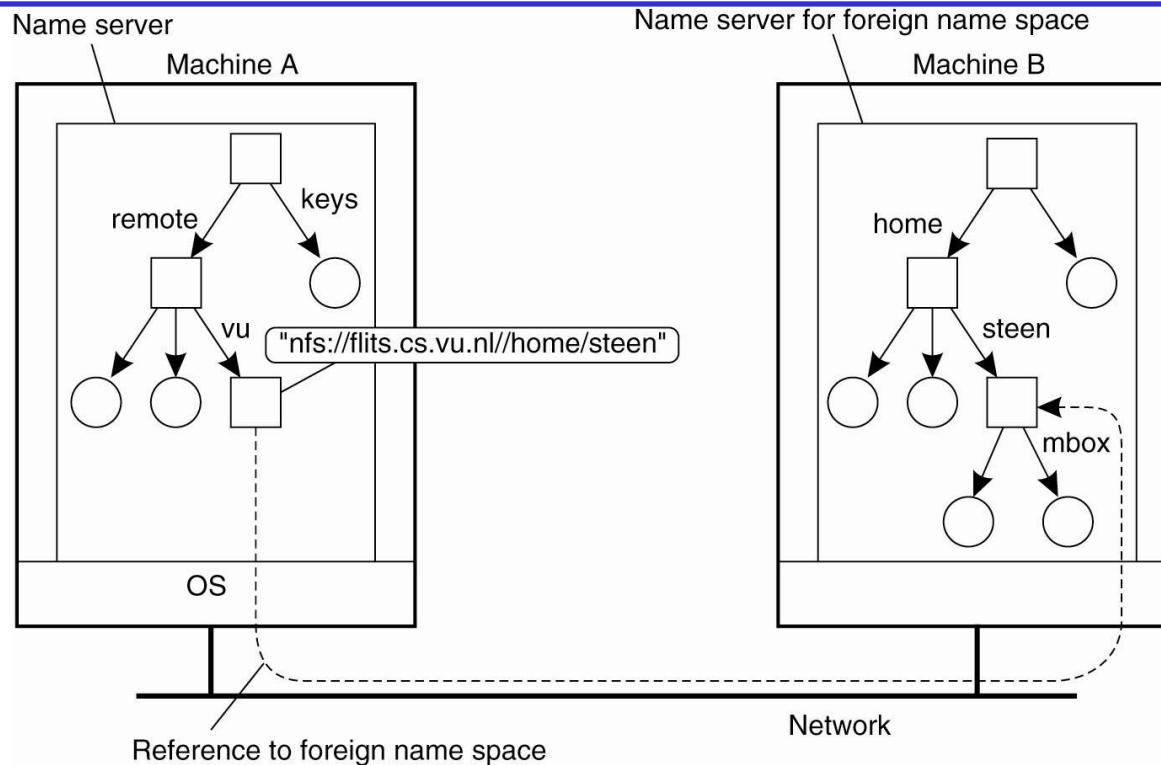 Name server
Name server for foreign name space
Machine A
Machine B
keys
remote
home
vu
steen
"nfs://flits.cs.vu.nl//home/steen"
mbox
OS
Network
Reference to foreign name space